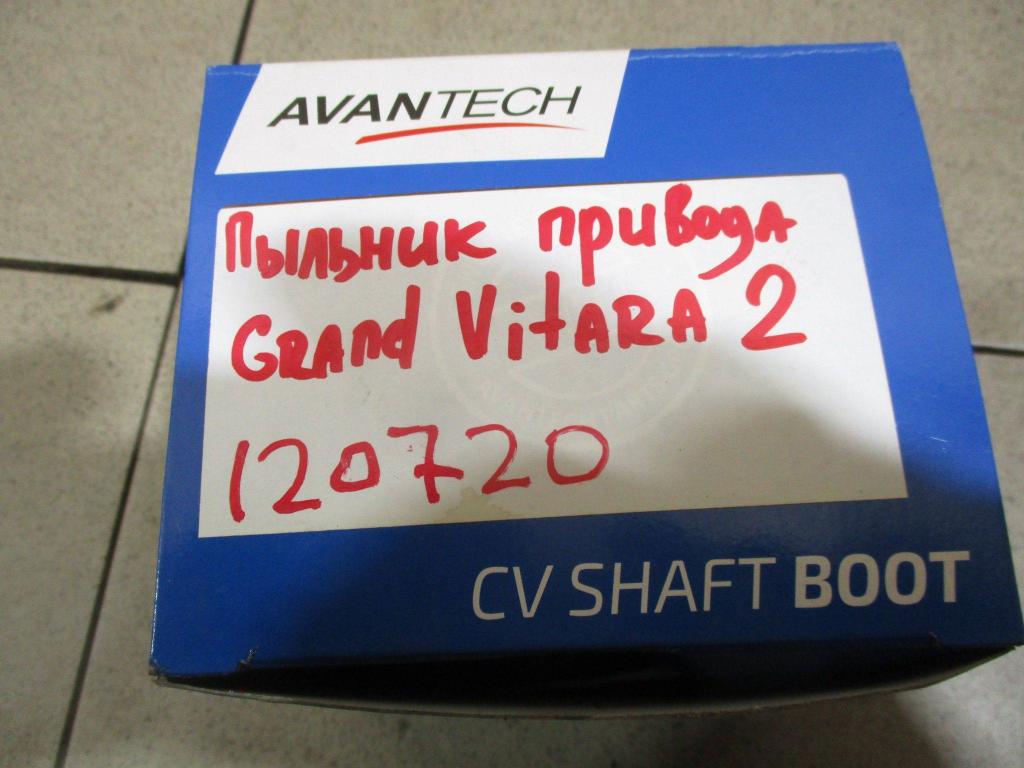 AVANTECH
Пыльник привода
Grand Vitara 2
120720
CV SHAFT BOOT